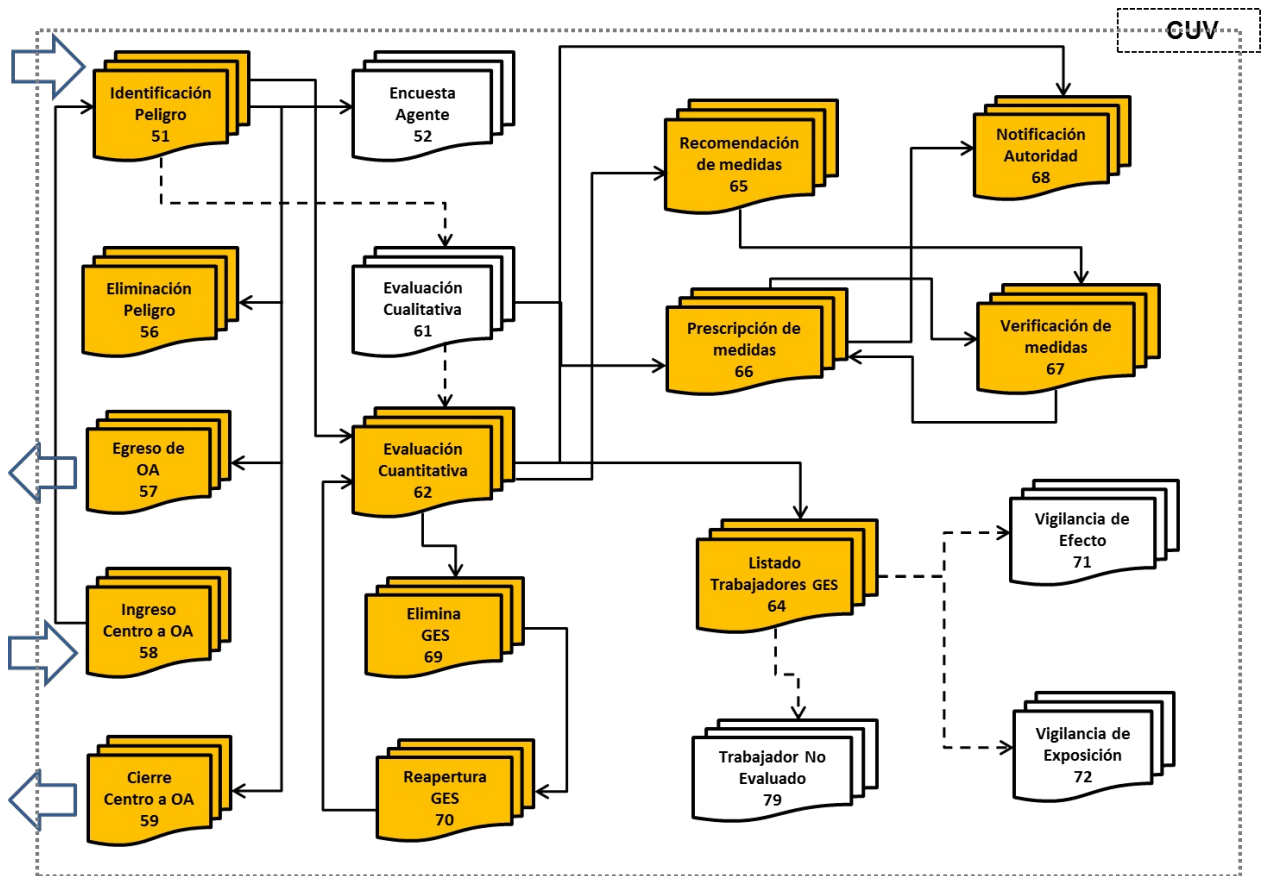 CUV
Identificación
Peligro
51
Encuesta
Agente
52
Recomendación
de medidas
65
Notificación
Autoridad
68
Eliminación
Peligro
56
Evaluación
Cualitativa
61
Prescripción de
medidas
66
Verificación de
medidas
67
Egreso de
OA
57
Evaluación
Cuantitativa
62
Vigilancia de
Efecto
71
Ingreso
Centro a OA
58
Elimina
GES
69
Listado
Trabajadores GES
64
Cierre
Centro a OA
59
Reapertura
GES
70
Trabajador No
Evaluado
79
Vigilancia de
Exposición
72